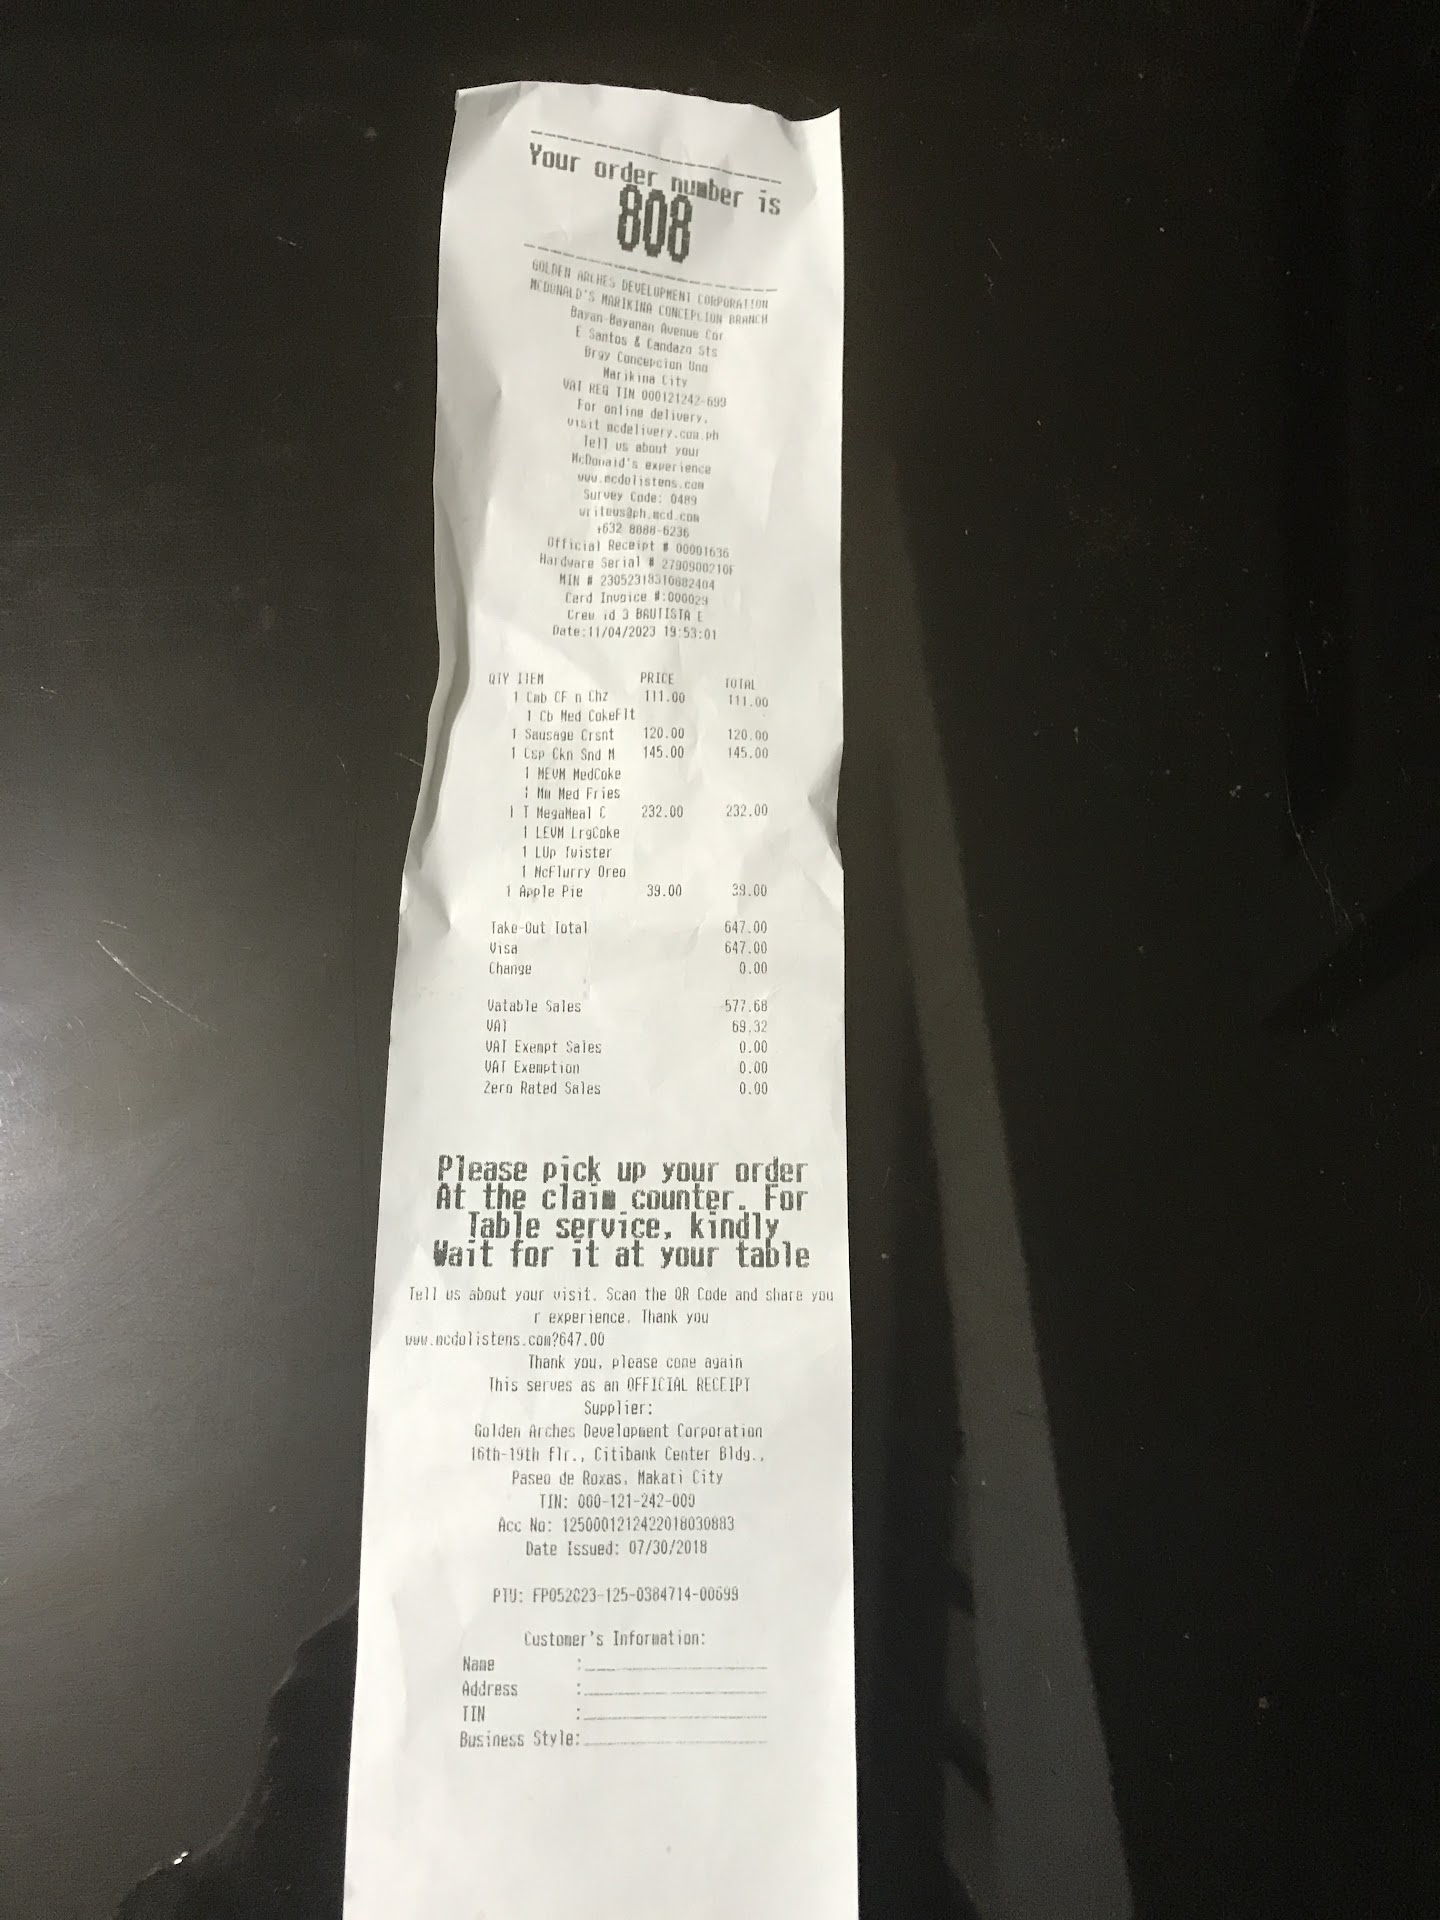 Your order number is
808
GOLDEN ARCHES DEVELOPMENT CORPORATION
MCDONALD'S MARIKINA CONCEPCION BRANCH
Bayan-Bayanan Avenue Cor
E Santos & Candazo Sts
Brgy Concepcion Uno
Marikina City
VAT REG TIN 000121242-699
For online delivery,
visit mcdelivery.com.ph
Tell us about your
McDonald's experience
www.mcdolistens.com
Survey Code: 0489
writeus@ph.mcd.com
+632 8888-6236
Official Receipt # 00001636
Hardware Serial # 2790900210F
MIN # 23052318310882404
Card Invoice #:000029
Crew id 3 BAUTISTA E
Date:11/04/2023 19:53:01
QTY ITEM PRICE TOTAL
1 Cmb CF n Chz 111.00 111.00
1 Cb Med CokeFlt
1 Sausage Crsnt 120.00 120.00
1 Csp Ckn Snd M 145.00 145.00
1 MEVM MedCoke
1 Mm Med Fries
1 T MegaMeal C 232.00 232.00
1 LEVM LrgCoke
1 LUp Twister
1 McFlurry Oreo
1 Apple Pie 39.00 39.00
Take-Out Total 647.00
Visa 647.00
Change 0.00
Vatable Sales 577.68
VAT 69.32
VAT Exempt Sales 0.00
VAT Exemption 0.00
Zero Rated Sales 0.00
Please pick up your order
At the claim counter. For
Table service, kindly
Wait for it at your table
Tell us about your visit. Scan the QR Code and share you
r experience. Thank you
www.mcdolistens.com?647.00
Thank you, please come again
This serves as an OFFICIAL RECEIPT
Supplier:
Golden Arches Development Corporation
16th-19th Flr., Citibank Center Bldg.,
Paseo de Roxas, Makati City
TIN: 000-121-242-000
Acc No: 1250001212422018030883
Date Issued: 07/30/2018
PTU: FP052023-125-0384714-00699
Customer's Information:
Name :
Address :
TIN :
Business Style: